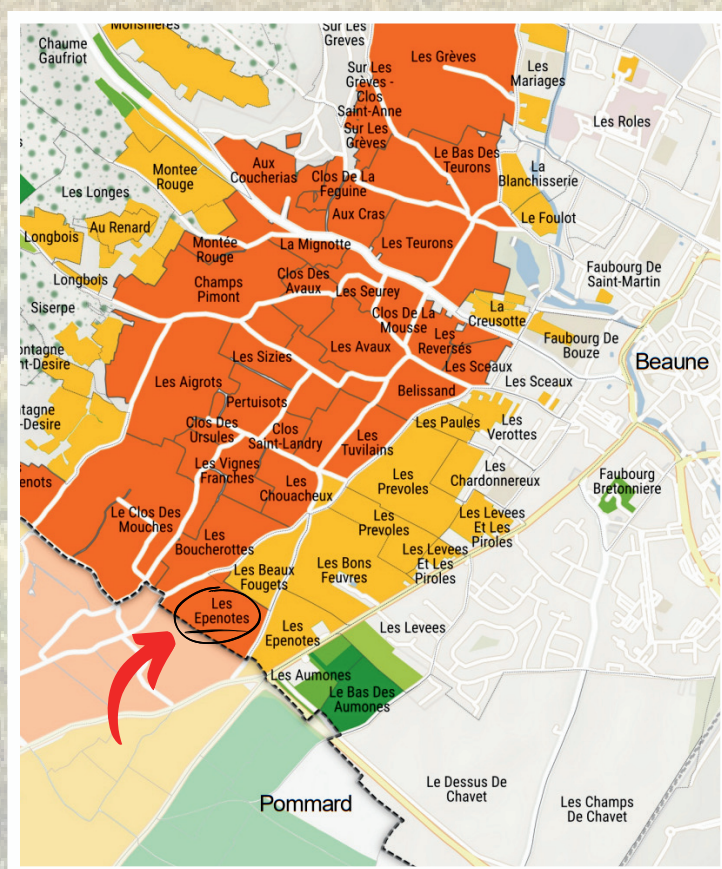 Sur Les
Greves
Chaume
Gaufriot
Les Grèves
Sur Les
Grèves -
Clos
Saint-Anne
Sur Les
Grèves
Les
Mariages
Les Roles
Le Bas Des
Teurons
La
Blanchisserie
Le Foulot
Montee
Rouge
Aux
Coucherias
Clos De La
Feguine
Aux Cras
Les Longes
Au Renard
Longbois
Longbois
Montée
Rouge
La Mignotte
Les Teurons
Faubourg De
Saint-Martin
Siserpe
Champs
Pimont
Clos Des
Avaux
Les Seurey
Clos De La
Mousse
Les
Reversés
La
Creusotte
Faubourg De
Bouze
Beaune
Les Sizies
Les Avaux
Les Sceaux
Les Sceaux
Les Aigrots
Pertuisots
Belissand
Clos Des
Ursules
Clos
Saint-Landry
Les
Tuvilains
Les Paules
Les
Verottes
Les Vignes
Franches
Les
Chouacheux
Les
Prevoles
Les
Chardonnereux
Faubourg
Bretonniere
Le Clos Des
Mouches
Les
Boucherottes
Les
Prevoles
Les Levees
Et Les
Piroles
Les Levees
Et Les
Piroles
Les Beaux
Fougets
Les Bons
Feuvres
Les
Epenotes
Les
Epenotes
Les Levees
Les Aumones
Le Bas Des
Aumones
Pommard
Le Dessus De
Chavet
Les Champs
De Chavet